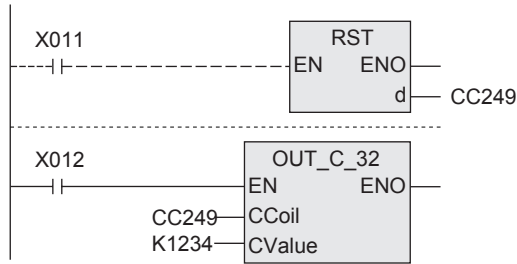 X011
RST
EN ENO
d CC249
X012
OUT_C_32
EN ENO
CC249 CCoil
K1234 CValue